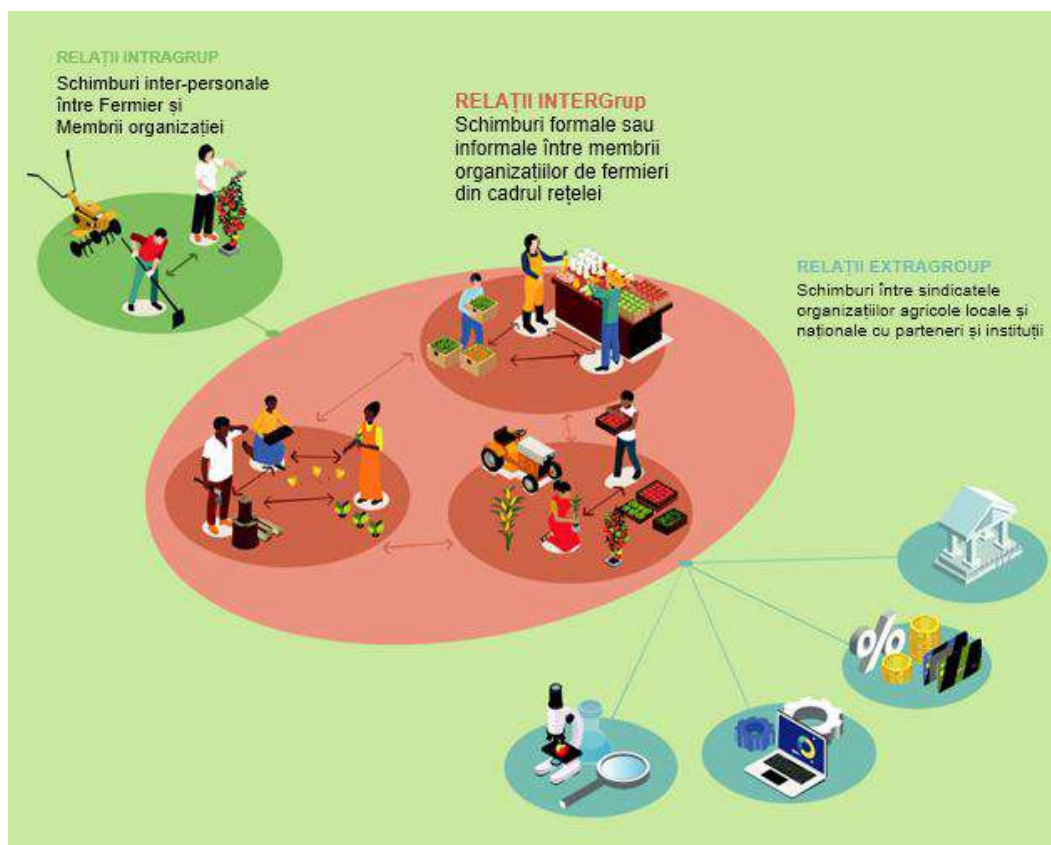 RELAȚII INTRAGRUP
Schimburi inter-personale
între Fermier și
Membrii organizației
RELAȚII INTERGrup
Schimburi formale sau
informale între membrii
organizațiilor de fermieri
din cadrul rețelei
RELAȚII EXTRAGROUP
Schimburi între sindicatele
organizațiilor agricole locale și
naționale cu parteneri și instituții
%